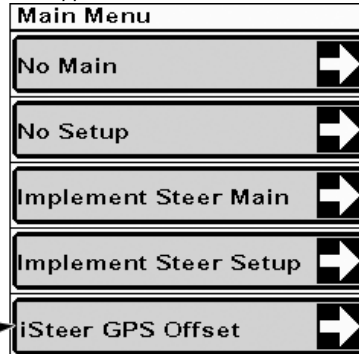 Main Menu
No Main
No Setup
Implement Steer Main
Implement Steer Setup
iSteer GPS Offset